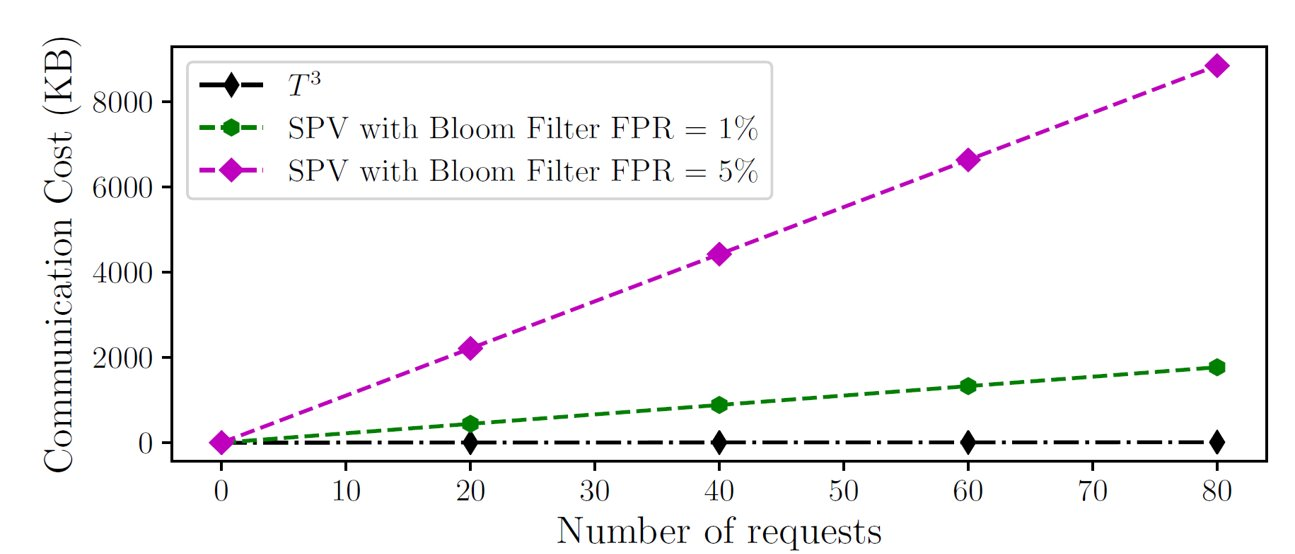 Communication Cost (KB)
8000
6000
4000
2000
0
T³
SPV with Bloom Filter FPR = 1%
SPV with Bloom Filter FPR = 5%
0 10 20 30 40 50 60 70 80
Number of requests